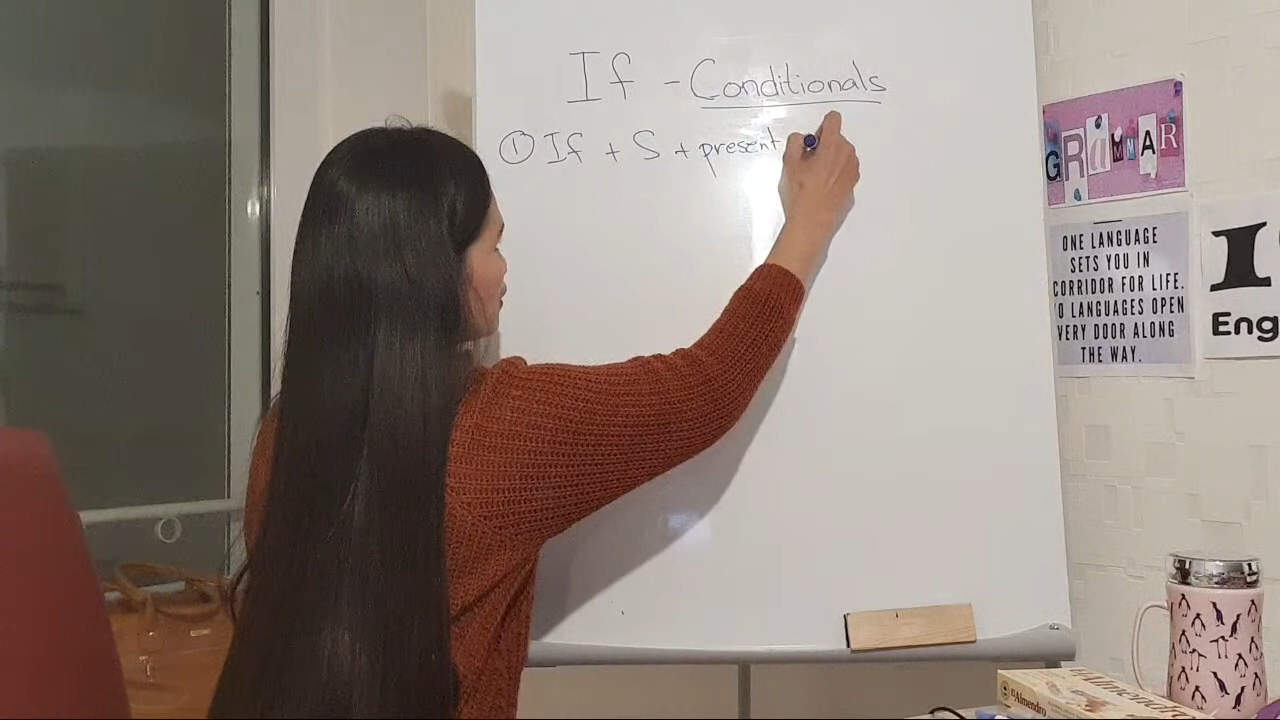 If - Conditionals
① If + S + present
GRAMMAR
ONE LANGUAGE
SETS YOU IN
CORRIDOR FOR LIFE.
LANGUAGES OPEN
VERY DOOR ALONG
THE WAY.
I
Eng
elAlmendro